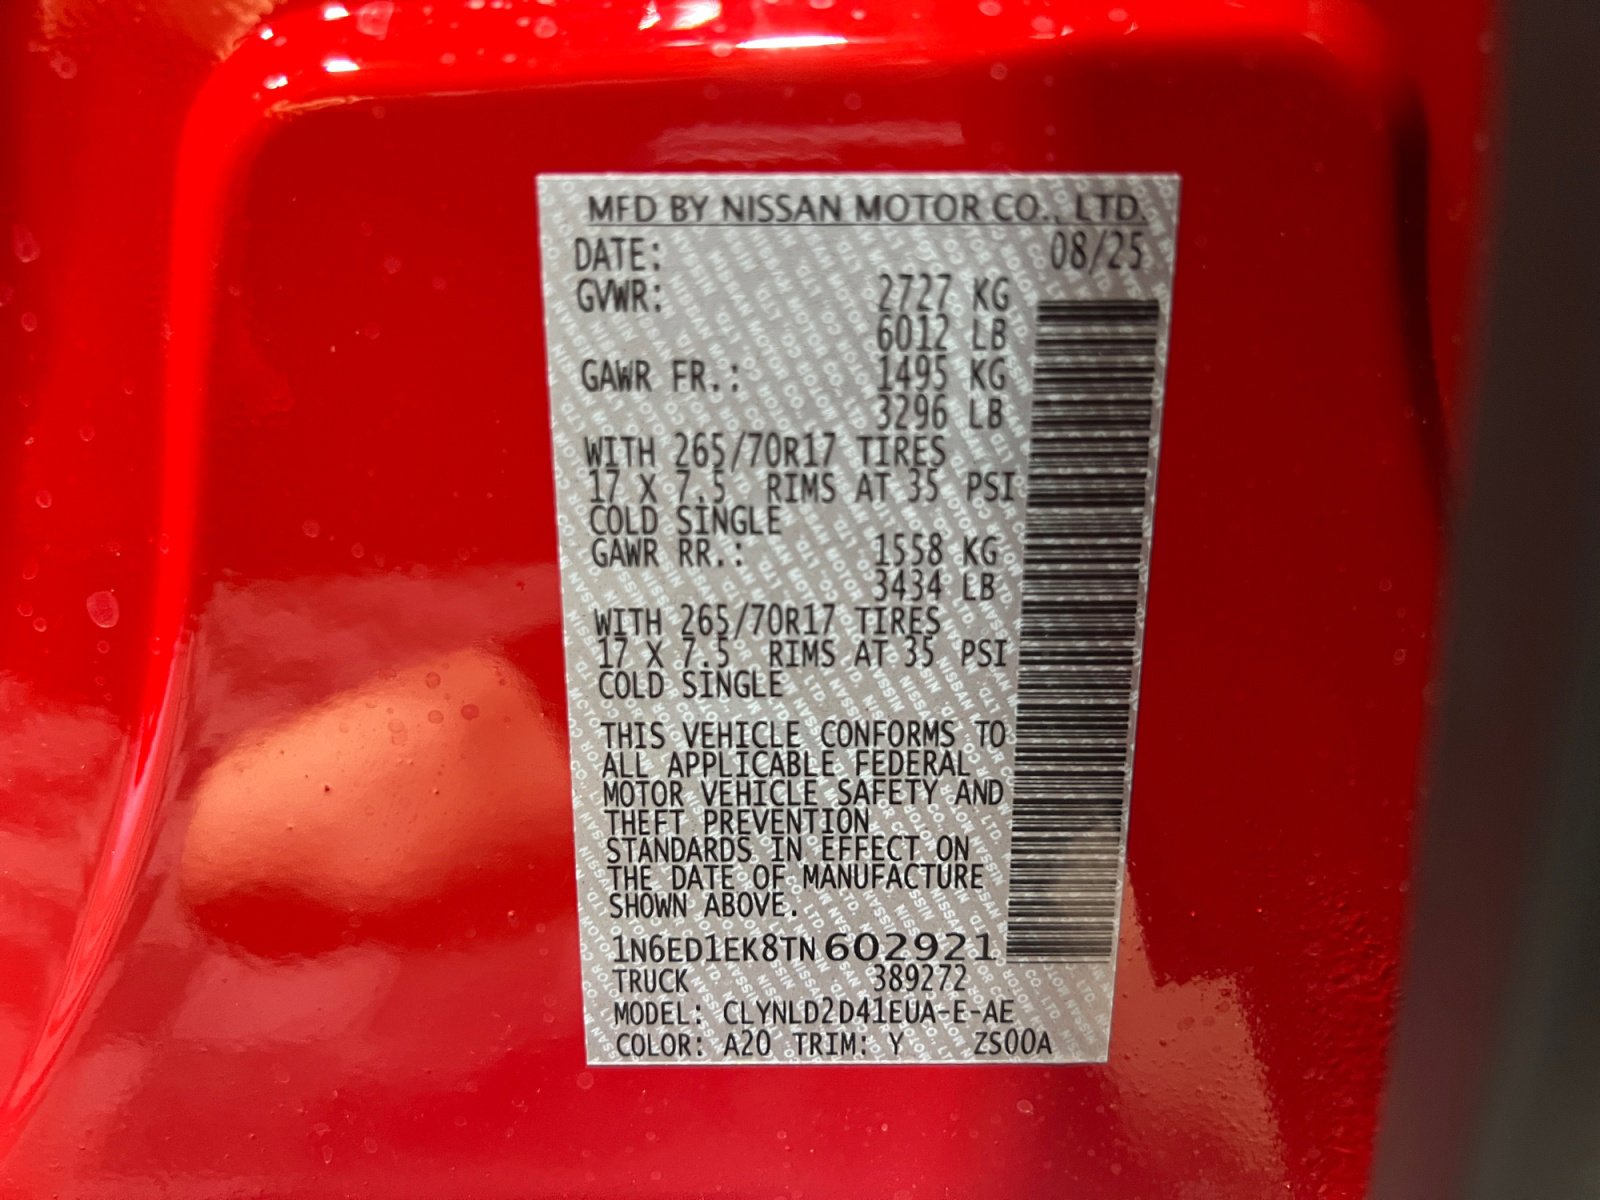 MFD BY NISSAN MOTOR CO., LTD.
DATE: 08/25
GVWR: 2727 KG
6012 LB
GAWR FR.: 1495 KG
3296 LB
WITH 265/70R17 TIRES
17 X 7.5 RIMS AT 35 PSI
COLD SINGLE
GAWR RR.: 1558 KG
3434 LB
WITH 265/70R17 TIRES
17 X 7.5 RIMS AT 35 PSI
COLD SINGLE
THIS VEHICLE CONFORMS TO
ALL APPLICABLE FEDERAL
MOTOR VEHICLE SAFETY AND
THEFT PREVENTION
STANDARDS IN EFFECT ON
THE DATE OF MANUFACTURE
SHOWN ABOVE.
1N6ED1EK8TN602921
TRUCK 389272
MODEL: CLYNLD2D41EUA-E-AE
COLOR: A20 TRIM: Y ZS00A